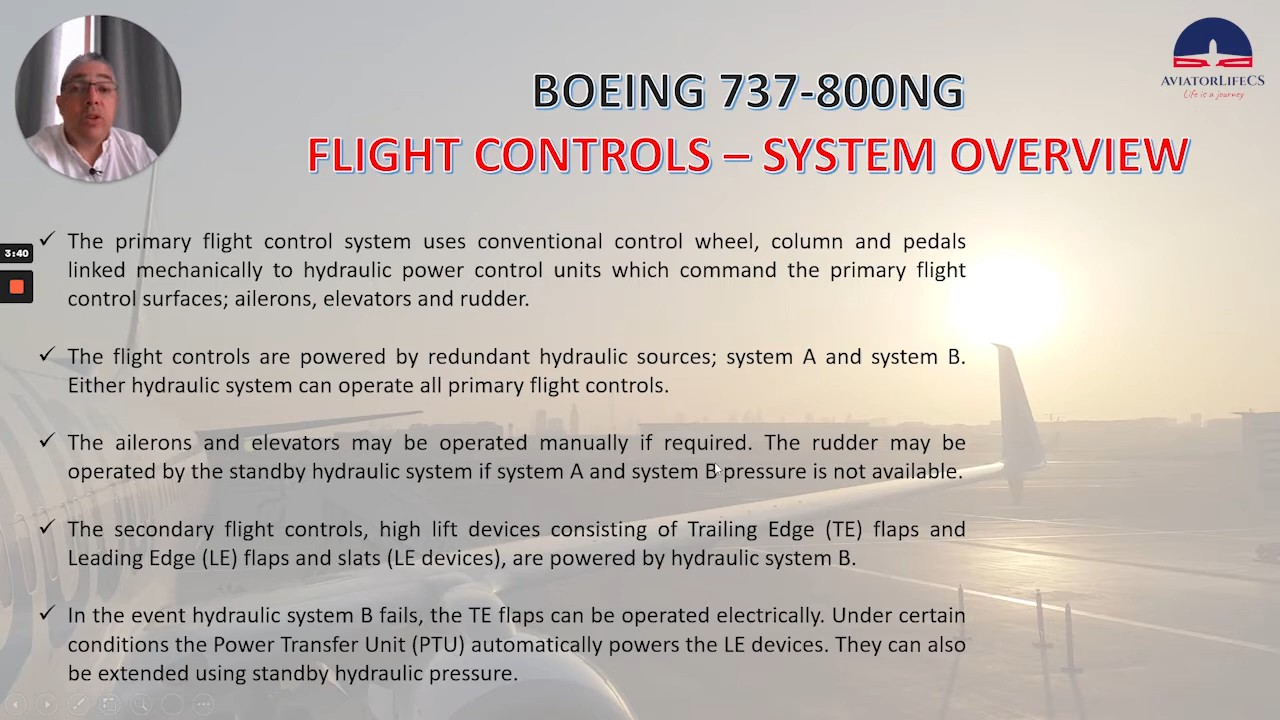 AVIATORLIFECS
Life is a journey
BOEING 737-800NG
FLIGHT CONTROLS – SYSTEM OVERVIEW
3:40
✓ The primary flight control system uses conventional control wheel, column and pedals
linked mechanically to hydraulic power control units which command the primary flight
control surfaces; ailerons, elevators and rudder.
✓ The flight controls are powered by redundant hydraulic sources; system A and system B.
Either hydraulic system can operate all primary flight controls.
✓ The ailerons and elevators may be operated manually if required. The rudder may be
operated by the standby hydraulic system if system A and system B pressure is not available.
✓ The secondary flight controls, high lift devices consisting of Trailing Edge (TE) flaps and
Leading Edge (LE) flaps and slats (LE devices), are powered by hydraulic system B.
✓ In the event hydraulic system B fails, the TE flaps can be operated electrically. Under certain
conditions the Power Transfer Unit (PTU) automatically powers the LE devices. They can also
be extended using standby hydraulic pressure.